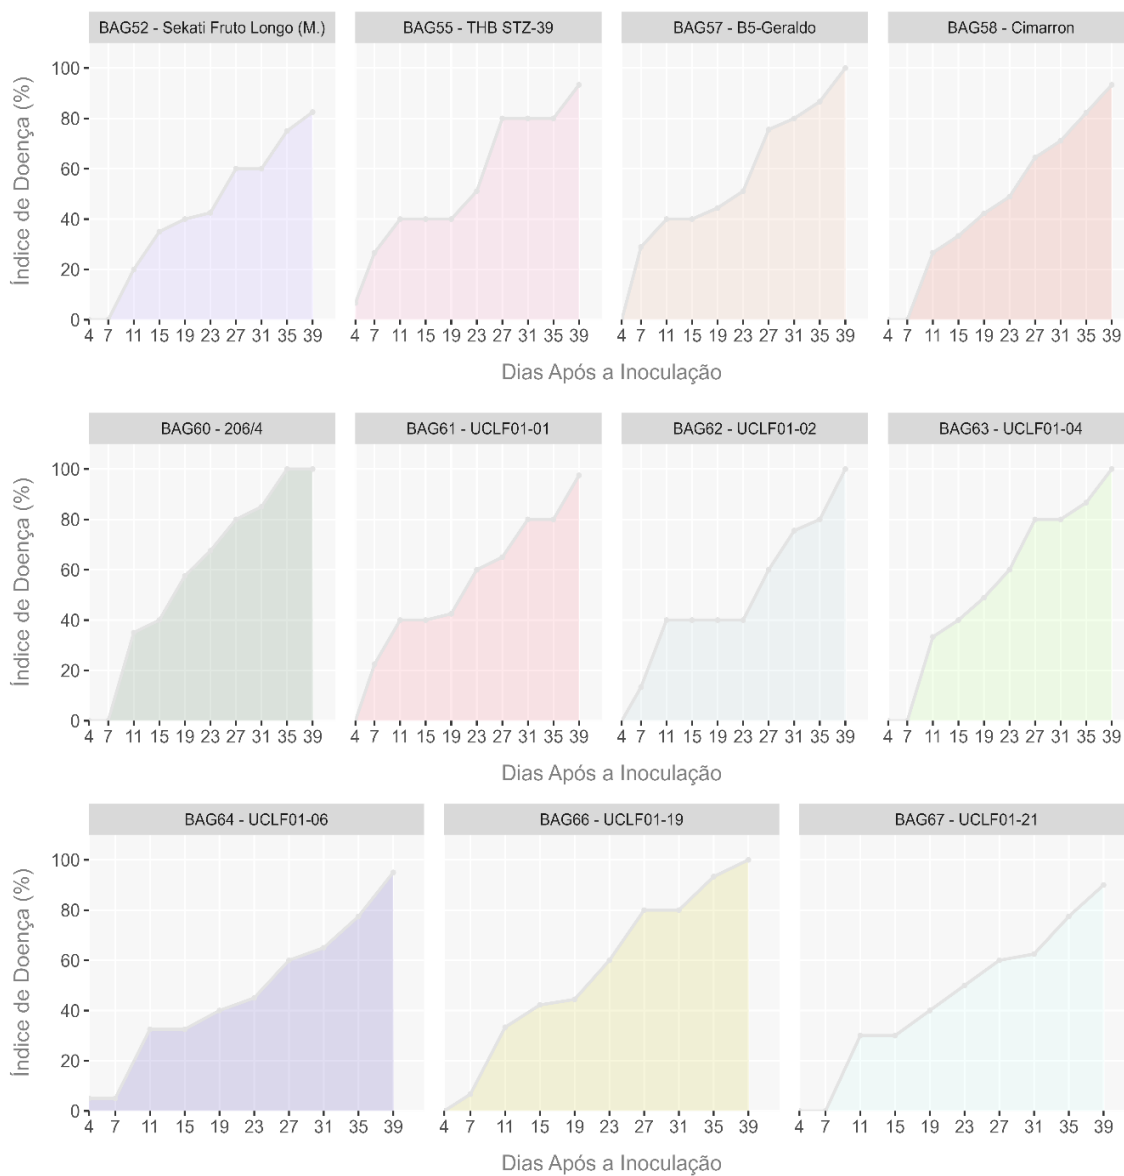 BAG52 - Sekati Fruto Longo (M.) BAG55 - THB STZ-39 BAG57 - B5-Geraldo BAG58 - Cimarron
Índice de Doença (%)
100
80
60
40
20
0
4 7 11 15 19 23 27 31 35 39 4 7 11 15 19 23 27 31 35 39 4 7 11 15 19 23 27 31 35 39 4 7 11 15 19 23 27 31 35 39
Dias Após a Inoculação
BAG60 - 206/4 BAG61 - UCLF01-01 BAG62 - UCLF01-02 BAG63 - UCLF01-04
Índice de Doença (%)
100
80
60
40
20
0
4 7 11 15 19 23 27 31 35 39 4 7 11 15 19 23 27 31 35 39 4 7 11 15 19 23 27 31 35 39 4 7 11 15 19 23 27 31 35 39
Dias Após a Inoculação
BAG64 - UCLF01-06 BAG66 - UCLF01-19 BAG67 - UCLF01-21
Índice de Doença (%)
100
80
60
40
20
0
4 7 11 15 19 23 27 31 35 39 4 7 11 15 19 23 27 31 35 39 4 7 11 15 19 23 27 31 35 39
Dias Após a Inoculação